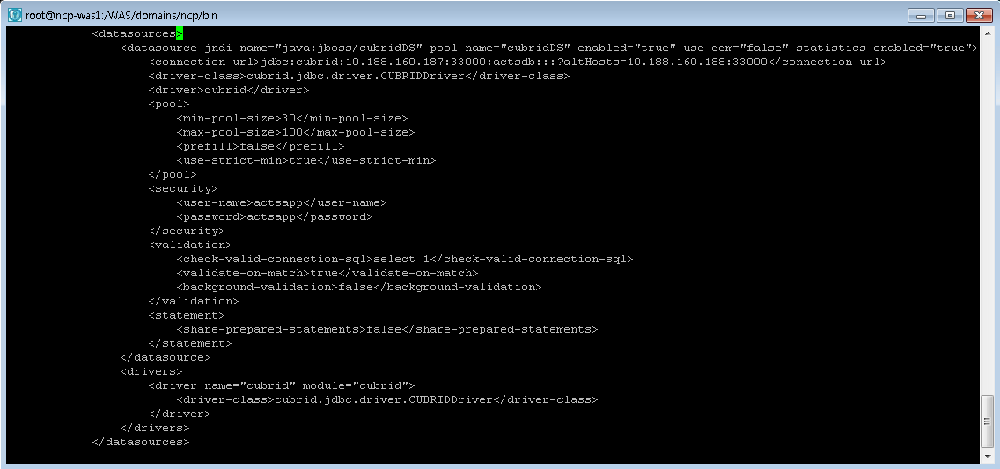 root@ncp-was1:/WAS/domains/ncp/bin
<datasources>
<datasource jndi-name="java:jboss/cubridDS" pool-name="cubridDS" enabled="true" use-ccm="false" statistics-enabled="true">
<connection-url>jdbc:cubrid:10.188.160.187:33000:actsdb:::?altHosts=10.188.160.188:33000</connection-url>
<driver-class>cubrid.jdbc.driver.CUBRIDDriver</driver-class>
<driver>cubrid</driver>
<pool>
<min-pool-size>30</min-pool-size>
<max-pool-size>100</max-pool-size>
<prefill>false</prefill>
<use-strict-min>true</use-strict-min>
</pool>
<security>
<user-name>actsapp</user-name>
<password>actsapp</password>
</security>
<validation>
<check-valid-connection-sql>select 1</check-valid-connection-sql>
<validate-on-match>true</validate-on-match>
<background-validation>false</background-validation>
</validation>
<statement>
<share-prepared-statements>false</share-prepared-statements>
</statement>
</datasource>
<drivers>
<driver name="cubrid" module="cubrid">
<driver-class>cubrid.jdbc.driver.CUBRIDDriver</driver-class>
</driver>
</drivers>
</datasources>